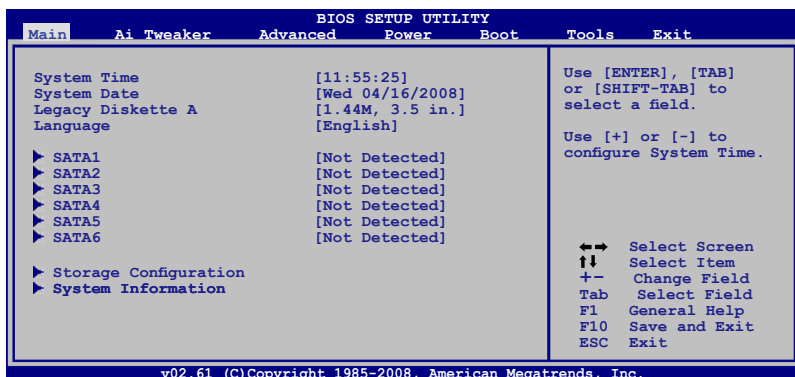 BIOS SETUP UTILITY
Main Ai Tweaker Advanced Power Boot Tools Exit
System Time [11:55:25]
System Date [Wed 04/16/2008]
Legacy Diskette A [1.44M, 3.5 in.]
Language [English]
SATA1 [Not Detected]
SATA2 [Not Detected]
SATA3 [Not Detected]
SATA4 [Not Detected]
SATA5 [Not Detected]
SATA6 [Not Detected]
Storage Configuration
System Information
Use [ENTER], [TAB]
or [SHIFT-TAB] to
select a field.
Use [+] or [-] to
configure System Time.
←→ Select Screen
↑↓ Select Item
+- Change Field
Tab Select Field
F1 General Help
F10 Save and Exit
ESC Exit
v02.61 (C)Copyright 1985-2008, American Megatrends, Inc.